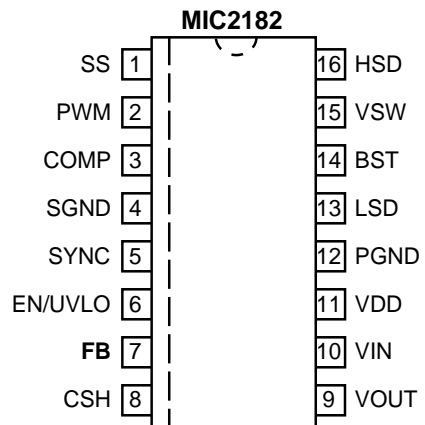 MIC2182
SS 1 16 HSD
PWM 2 15 VSW
COMP 3 14 BST
SGND 4 13 LSD
SYNC 5 12 PGND
EN/UVLO 6 11 VDD
FB 7 10 VIN
CSH 8 9 VOUT